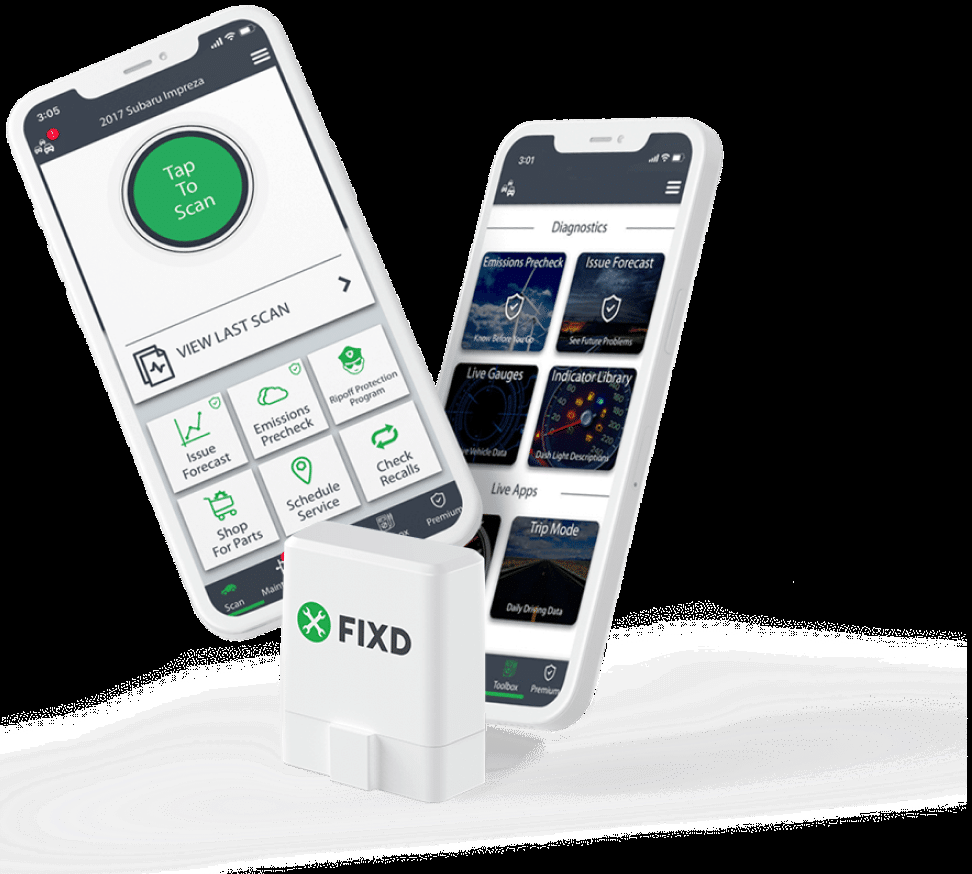 3:05
2017 Subaru Impreza
Tap
To
Scan
VIEW LAST SCAN
Issue
Forecast
Emissions
Precheck
Ripoff Protection
Program
Shop
For Parts
Schedule
Service
Check
Recalls
Scan
Premium
3:01
Diagnostics
Emissions Precheck
Know Before You Go
Issue Forecast
See Future Problems
Live Gauges
Vehicle Data
Indicator Library
Dash Light Descriptions
Live Apps
Trip Mode
Daily Driving Data
Toolbox
Premium
FIXD